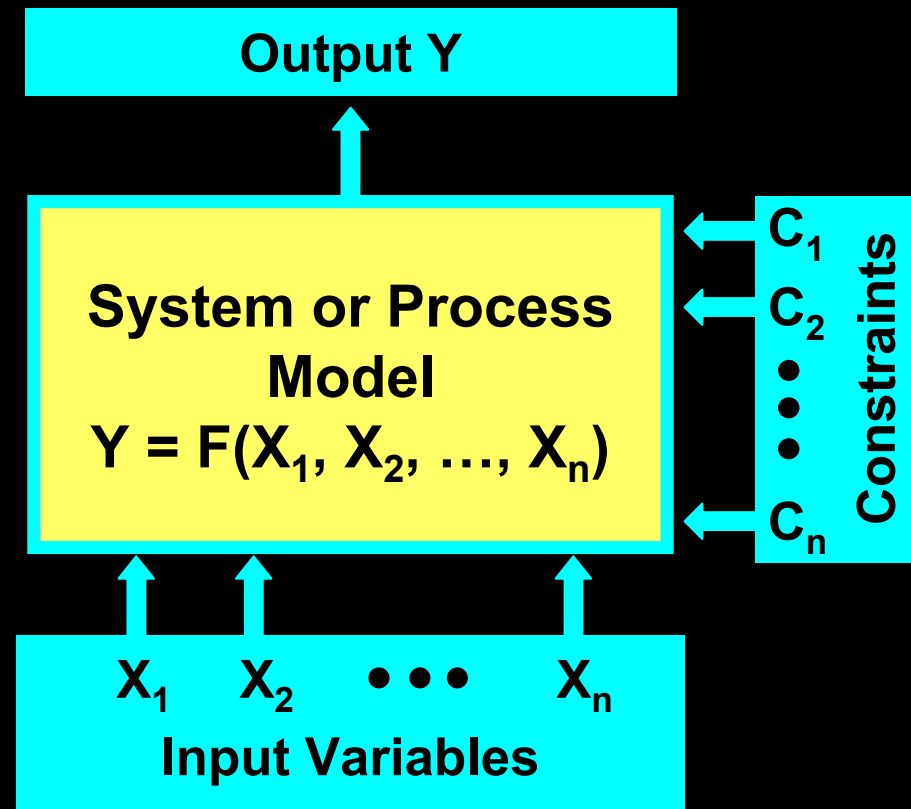 Output Y
System or Process
Model
Y = F(X₁, X₂, …, Xₙ)
C₁
C₂
•
•
•
Cₙ
Constraints
X₁ X₂ • • • Xₙ
Input Variables